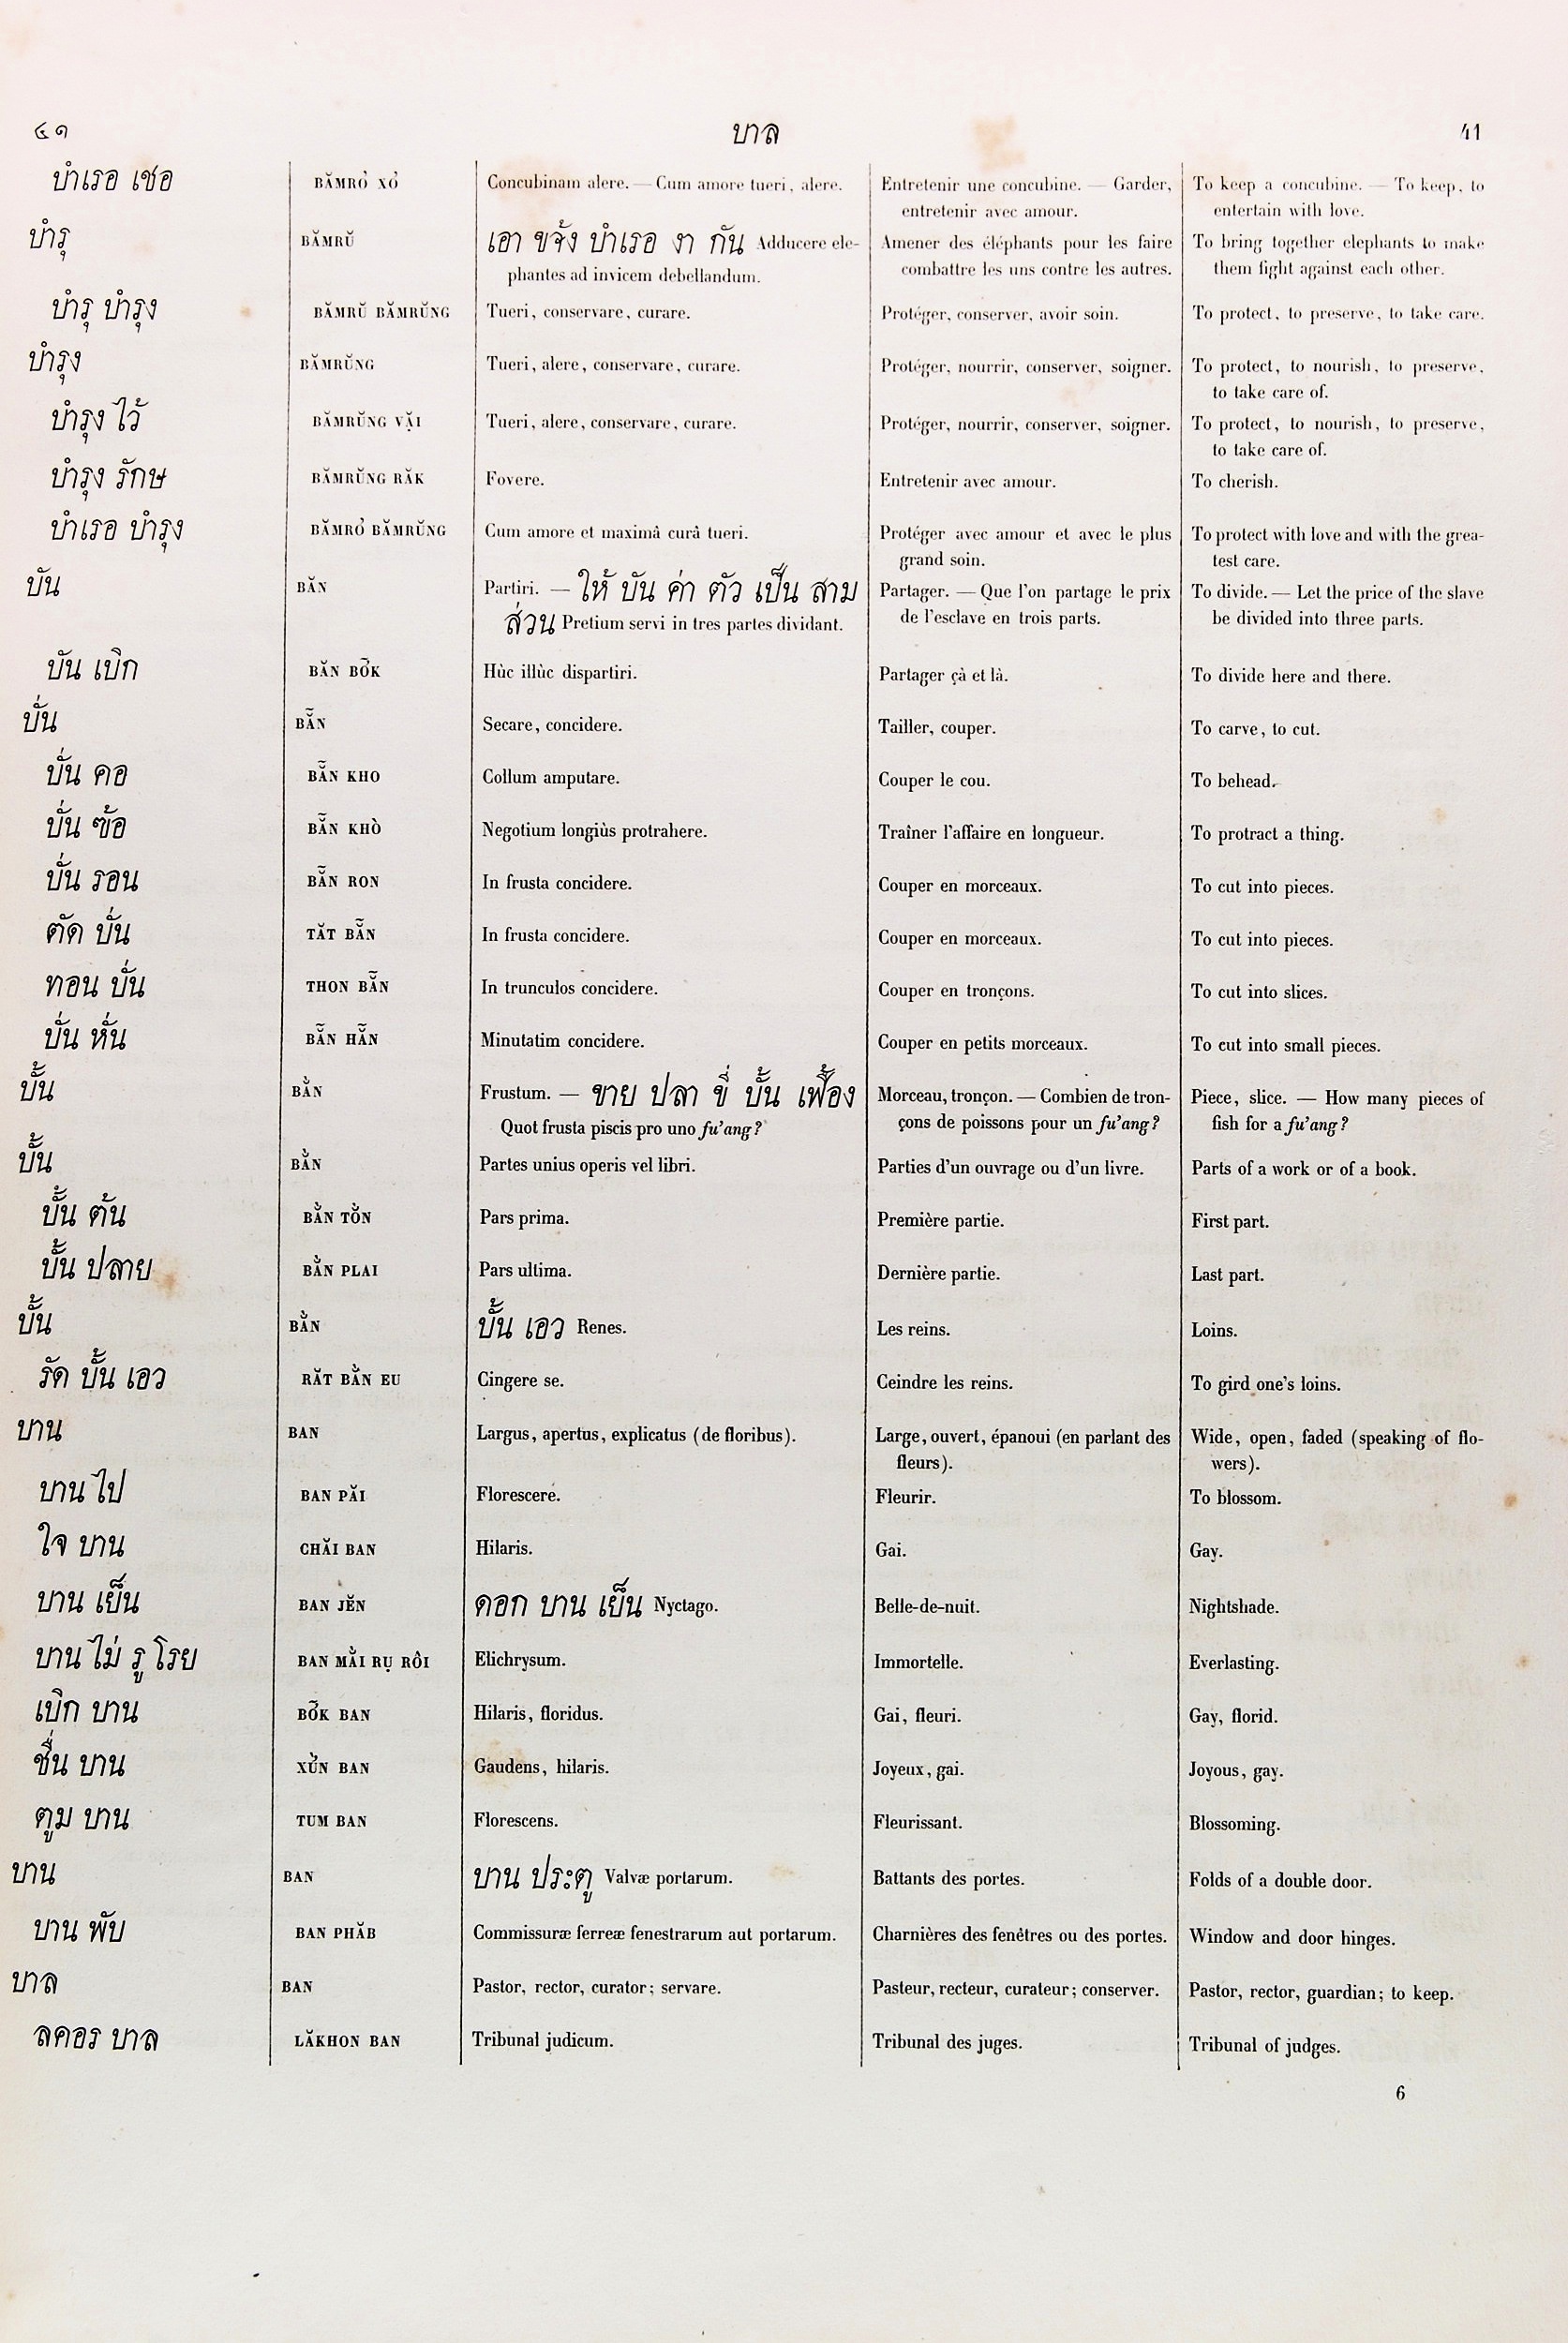 ๔๑ บาล 41
บำเรอ เชอ BĂMRỎ XỎ Concubinam alere. — Cum amore tueri, alere. Entretenir une concubine. — Garder, To keep a concubine. — To keep, to
entretenir avec amour. entertain with love.
บำรุ BĂMRŬ เอา ขจ้ง บำเรอ งา กัน Adducere ele- Amener des éléphants pour les faire To bring together elephants to make
phantes ad invicem debellandum. combattre les uns contre les autres. them fight against each other.
บำรุ บำรุง BĂMRŬ BĂMRŬNG Tueri, conservare, curare. Protéger, conserver, avoir soin. To protect, to preserve, to take care.
บำรุง BĂMRŬNG Tueri, alere, conservare, curare. Protéger, nourrir, conserver, soigner. To protect, to nourish, to preserve,
to take care of.
บำรุง ไว้ BĂMRŬNG VẶI Tueri, alere, conservare, curare. Protéger, nourrir, conserver, soigner. To protect, to nourish, to preserve,
to take care of.
บำรุง รักษ BĂMRŬNG RĂK Fovere. Entretenir avec amour. To cherish.
บำเรอ บำรุง BĂMRỎ BĂMRŬNG Cum amore et maximâ curâ tueri. Protéger avec amour et avec le plus To protect with love and with the grea-
grand soin. test care.
บัน BĂN Partiri. — ให้ บัน ค่า ตัว เป็น สาม Partager. — Que l'on partage le prix To divide. — Let the price of the slave
ส่วน Pretium servi in tres partes dividant. de l'esclave en trois parts. be divided into three parts.
บัน เบิก BĂN BO᷃K Hùc illùc dispartiri. Partager çà et là. To divide here and there.
บั่น BẴN Secare, concidere. Tailler, couper. To carve, to cut.
บั่น คอ BẴN KHO Collum amputare. Couper le cou. To behead.
บั่น ข้อ BẴN KHÒ Negotium longiùs protrahere. Traîner l'affaire en longueur. To protract a thing.
บั่น รอน BẴN RON In frusta concidere. Couper en morceaux. To cut into pieces.
ตัด บั่น TĂT BẴN In frusta concidere. Couper en morceaux. To cut into pieces.
ทอน บั่น THON BẴN In trunculos concidere. Couper en tronçons. To cut into slices.
บั่น หั่น BẴN HẴN Minutatim concidere. Couper en petits morceaux. To cut into small pieces.
บั้น BẰN Frustum. — ขาย ปลา ขี่ บั้น เฟื้อง Morceau, tronçon. — Combien de tron- Piece, slice. — How many pieces of
Quot frusta piscis pro uno fu'ang? çons de poissons pour un fu'ang? fish for a fu'ang?
บั้น BẰN Partes unius operis vel libri. Parties d'un ouvrage ou d'un livre. Parts of a work or of a book.
บั้น ต้น BẰN TỒN Pars prima. Première partie. First part.
บั้น ปลาย BẰN PLAI Pars ultima. Dernière partie. Last part.
บั้น BẰN บั้น เอว Renes. Les reins. Loins.
รัด บั้น เอว RĂT BẰN EU Cingere se. Ceindre les reins. To gird one's loins.
บาน BAN Largus, apertus, explicatus (de floribus). Large, ouvert, épanoui (en parlant des Wide, open, faded (speaking of flo-
fleurs). wers).
บาน ไป BAN PĂI Florescere. Fleurir. To blossom.
ใจ บาน CHĂI BAN Hilaris. Gai. Gay.
บาน เย็น BAN JĔN ดอก บาน เย็น Nyctago. Belle-de-nuit. Nightshade.
บาน ไม่ รู โรย BAN MẰI RỤ RÔI Elichrysum. Immortelle. Everlasting.
เบิก บาน BO᷃K BAN Hilaris, floridus. Gai, fleuri. Gay, florid.
ชื่น บาน XỪN BAN Gaudens, hilaris. Joyeux, gai. Joyous, gay.
ตูม บาน TUM BAN Florescens. Fleurissant. Blossoming.
บาน BAN บาน ประตู Valvæ portarum. Battants des portes. Folds of a double door.
บาน พับ BAN PHĂB Commissuræ ferreæ fenestrarum aut portarum. Charnières des fenêtres ou des portes. Window and door hinges.
บาล BAN Pastor, rector, curator; servare. Pasteur, recteur, curateur; conserver. Pastor, rector, guardian; to keep.
ลคอร บาล LĂKHON BAN Tribunal judicum. Tribunal des juges. Tribunal of judges.
6